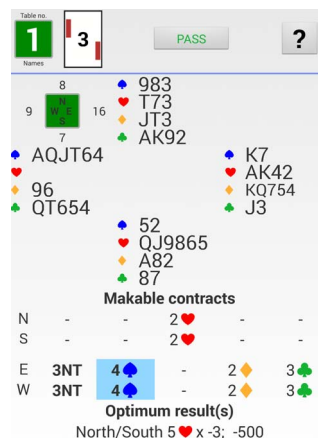 Table no.
1
Names
3
PASS
?
8
N
W E
S
9
16
7
♠ 983
♥ T73
♦ JT3
♣ AK92
♠ AQJT64
♥
♦ 96
♣ QT654
♠ K7
♥ AK42
♦ KQ754
♣ J3
♠ 52
♥ QJ9865
♦ A82
♣ 87
Makable contracts
N - - 2♥ - -
S - - 2♥ - -
E 3NT 4♠ - 2♦ 3♣
W 3NT 4♠ - 2♦ 3♣
Optimum result(s)
North/South 5♥x -3; -500